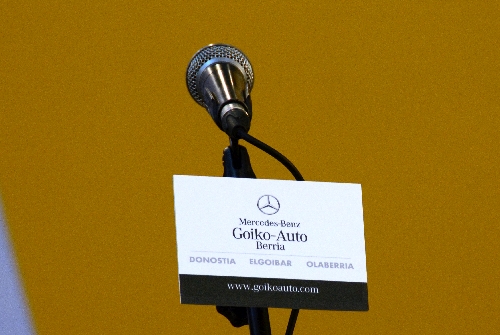 Mercedes-Benz
Goiko-Auto
Berria
DONOSTIA ELGOIBAR OLABERRIA
www.goikoauto.com